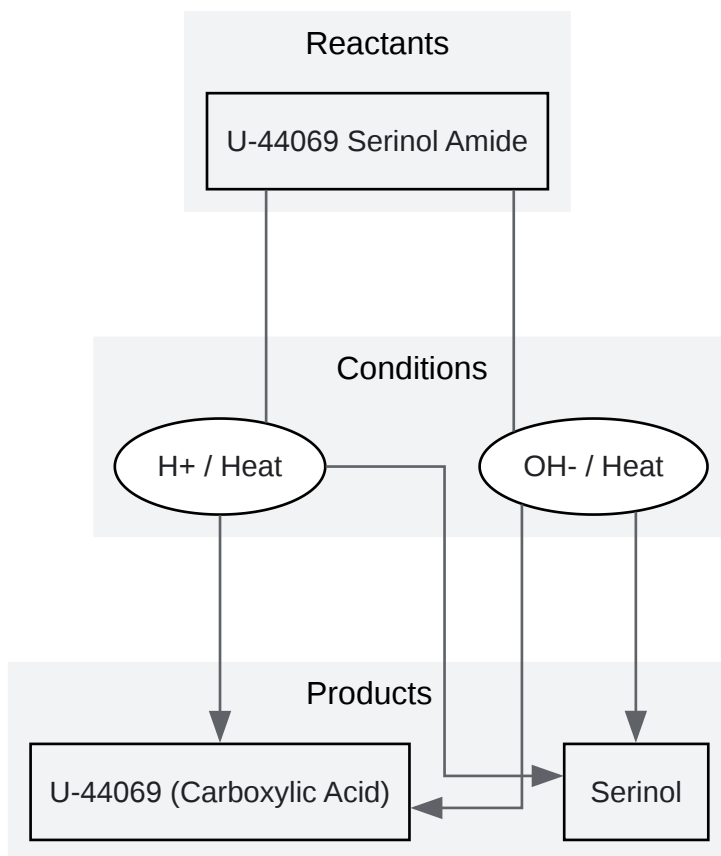 Reactants
U-44069 Serinol Amide
Conditions
H+ / Heat
OH- / Heat
Products
U-44069 (Carboxylic Acid)
Serinol